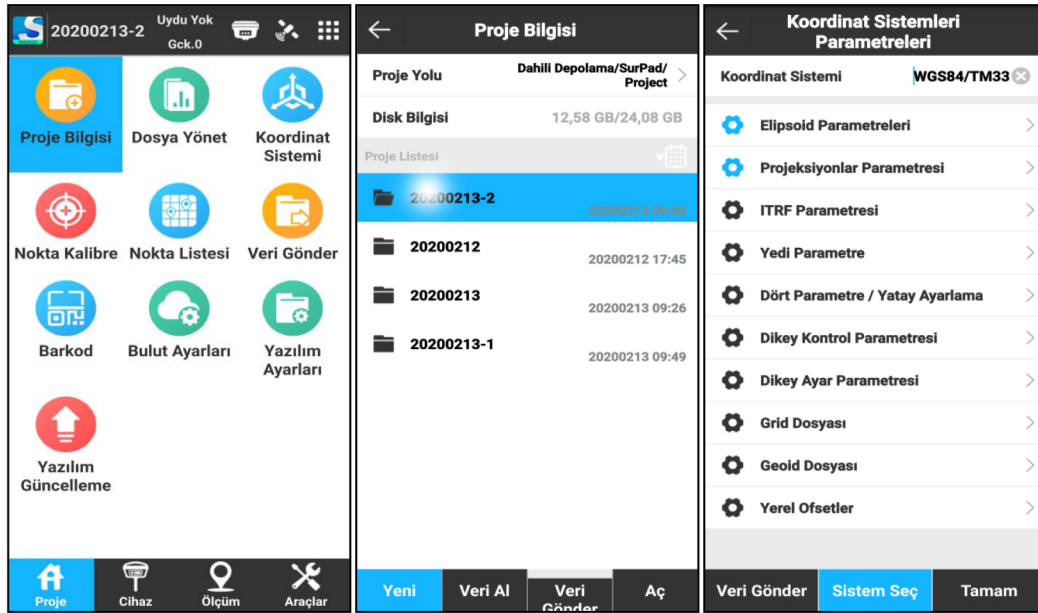 20200213-2
Uydu Yok
Gck.0
Proje Bilgisi
Dosya Yönet
Koordinat
Sistemi
Nokta Kalibre
Nokta Listesi
Veri Gönder
Barkod
Bulut Ayarları
Yazılım
Ayarları
Yazılım
Güncelleme
Proje
Cihaz
Ölçüm
Araçlar
Proje Bilgisi
Proje Yolu
Dahili Depolama/SurPad/
Project
Disk Bilgisi
12,58 GB/24,08 GB
Proje Listesi
20200213-2
20200213 09:50
20200212
20200212 17:45
20200213
20200213 09:26
20200213-1
20200213 09:49
Yeni
Veri Al
Veri
Gönder
Aç
Koordinat Sistemleri
Parametreleri
Koordinat Sistemi
WGS84/TM33
Elipsoid Parametreleri
Projeksiyonlar Parametresi
ITRF Parametresi
Yedi Parametre
Dört Parametre / Yatay Ayarlama
Dikey Kontrol Parametresi
Dikey Ayar Parametresi
Grid Dosyası
Geoid Dosyası
Yerel Ofsetler
Veri Gönder
Sistem Seç
Tamam